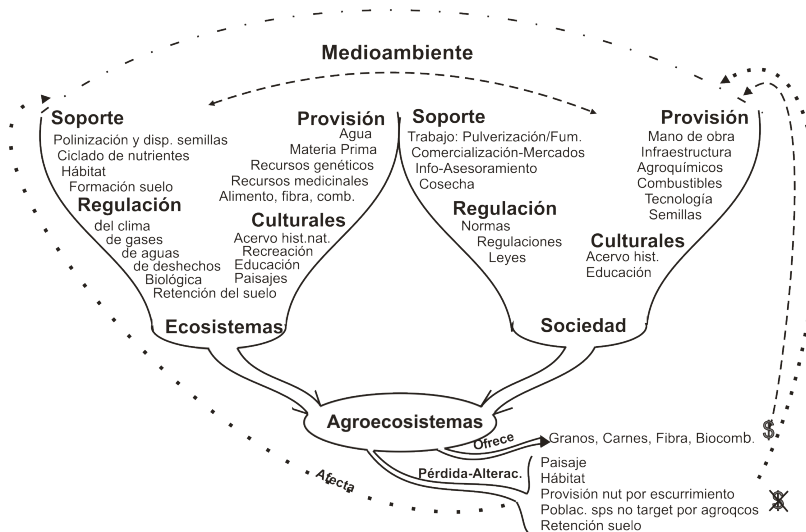 Medioambiente
Soporte
Polinización y disp. semillas
Ciclado de nutrientes
Hábitat
Formación suelo
Regulación
del clima
de gases
de aguas
de deshechos
Biológica
Retención del suelo
Provisión
Agua
Materia Prima
Recursos genéticos
Recursos medicinales
Alimento, fibra, comb.
Culturales
Acervo hist.nat.
Recreación
Educación
Paisajes
Ecosistemas
Soporte
Trabajo: Pulverización/Fum.
Comercialización-Mercados
Info-Asesoramiento
Cosecha
Regulación
Normas
Regulaciones
Leyes
Provisión
Mano de obra
Infraestructura
Agroquímicos
Combustibles
Tecnología
Semillas
Culturales
Acervo hist.
Educación
Sociedad
Agroecosistemas
Ofrece
Granos, Carnes, Fibra, Biocomb.
$
Pérdida-Alterac.
Paisaje
Hábitat
Provisión nut por escurrimiento
Poblac. sps no target por agroqcos
Retención suelo
$
Afecta